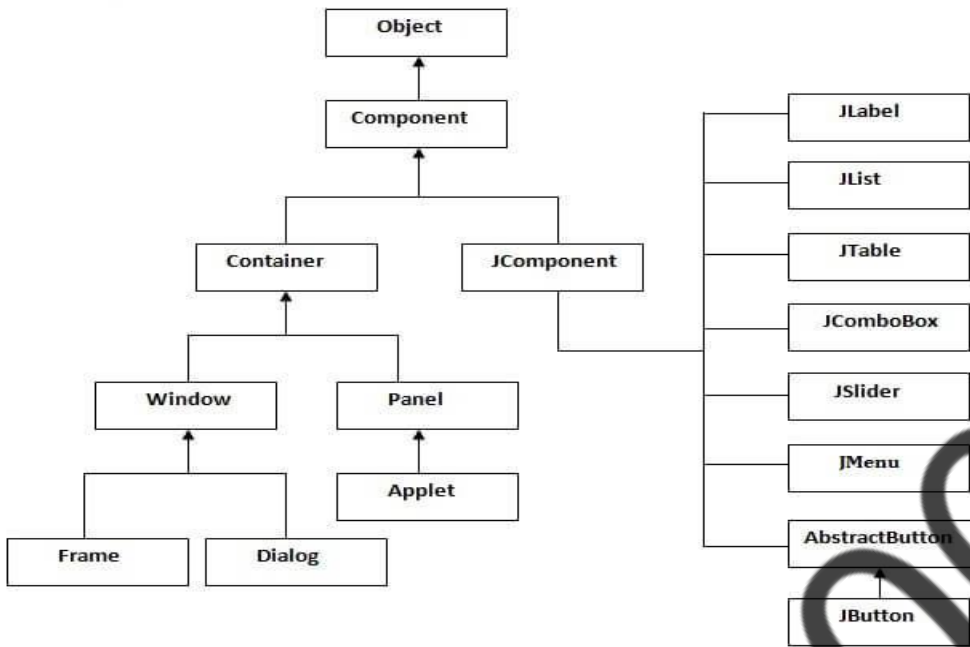 Object
Component
Container
JComponent
Window
Panel
Applet
Frame
Dialog
JLabel
JList
JTable
JComboBox
JSlider
JMenu
AbstractButton
JButton